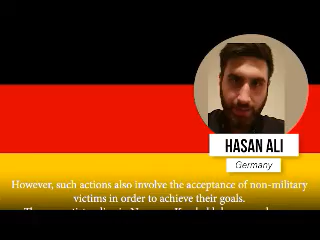 HASAN ALI
Germany
However, such actions also involve the acceptance of non-military
victims in order to achieve their goals.